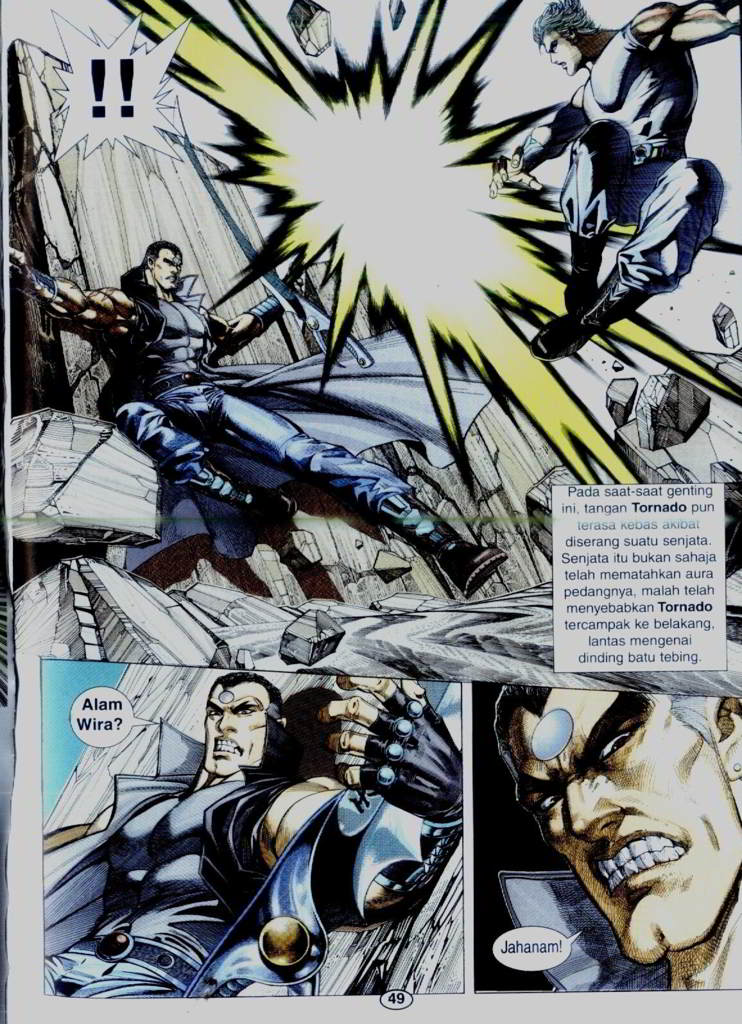 !!
Pada saat-saat genting
ini, tangan Tornado pun
terasa kebas akibat
diserang suatu senjata.
Senjata itu bukan sahaja
telah mematahkan aura
pedangnya, malah telah
menyebabkan Tornado
tercampak ke belakang,
lantas mengenai
dinding batu tebing.
Alam
Wira?
Jahanam!
49